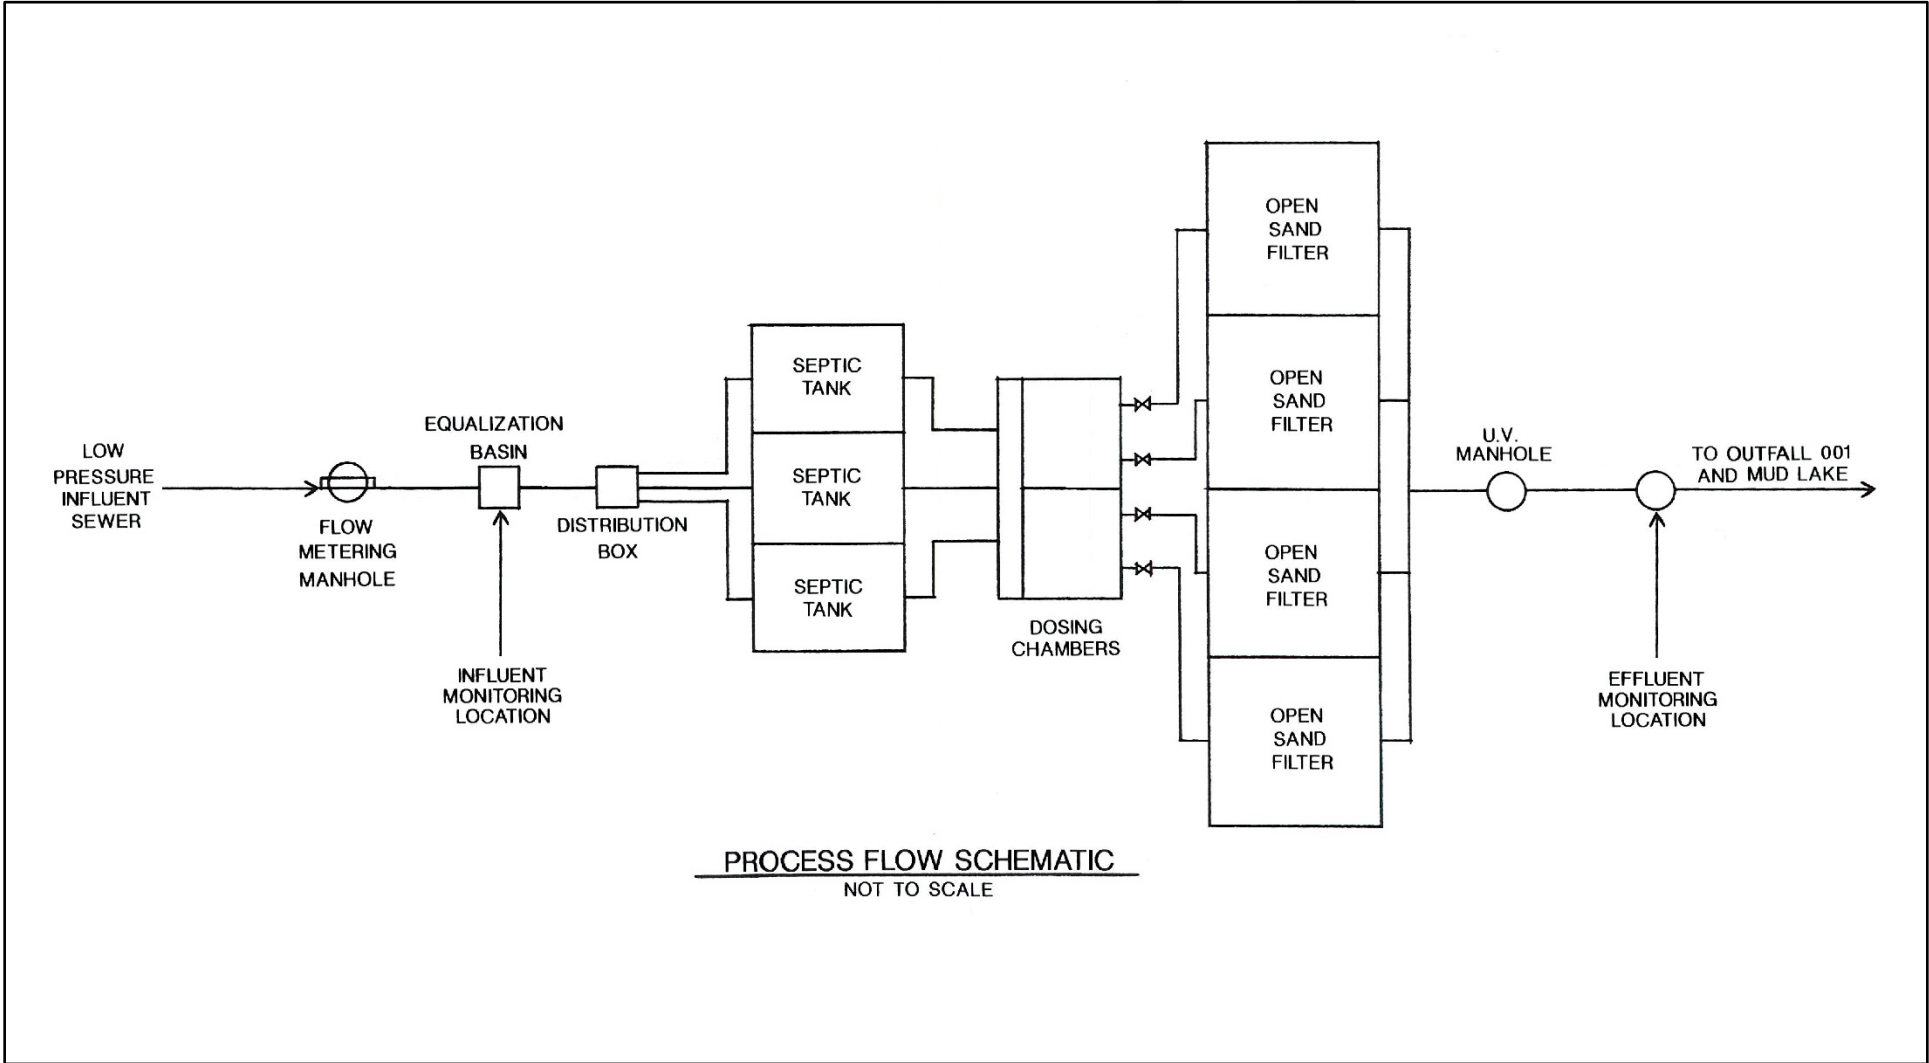 LOW
PRESSURE
INFLUENT
SEWER
FLOW
METERING
MANHOLE
EQUALIZATION
BASIN
INFLUENT
MONITORING
LOCATION
DISTRIBUTION
BOX
SEPTIC
TANK
SEPTIC
TANK
SEPTIC
TANK
DOSING
CHAMBERS
OPEN
SAND
FILTER
OPEN
SAND
FILTER
OPEN
SAND
FILTER
OPEN
SAND
FILTER
U.V.
MANHOLE
EFFLUENT
MONITORING
LOCATION
TO OUTFALL 001
AND MUD LAKE
PROCESS FLOW SCHEMATIC
NOT TO SCALE